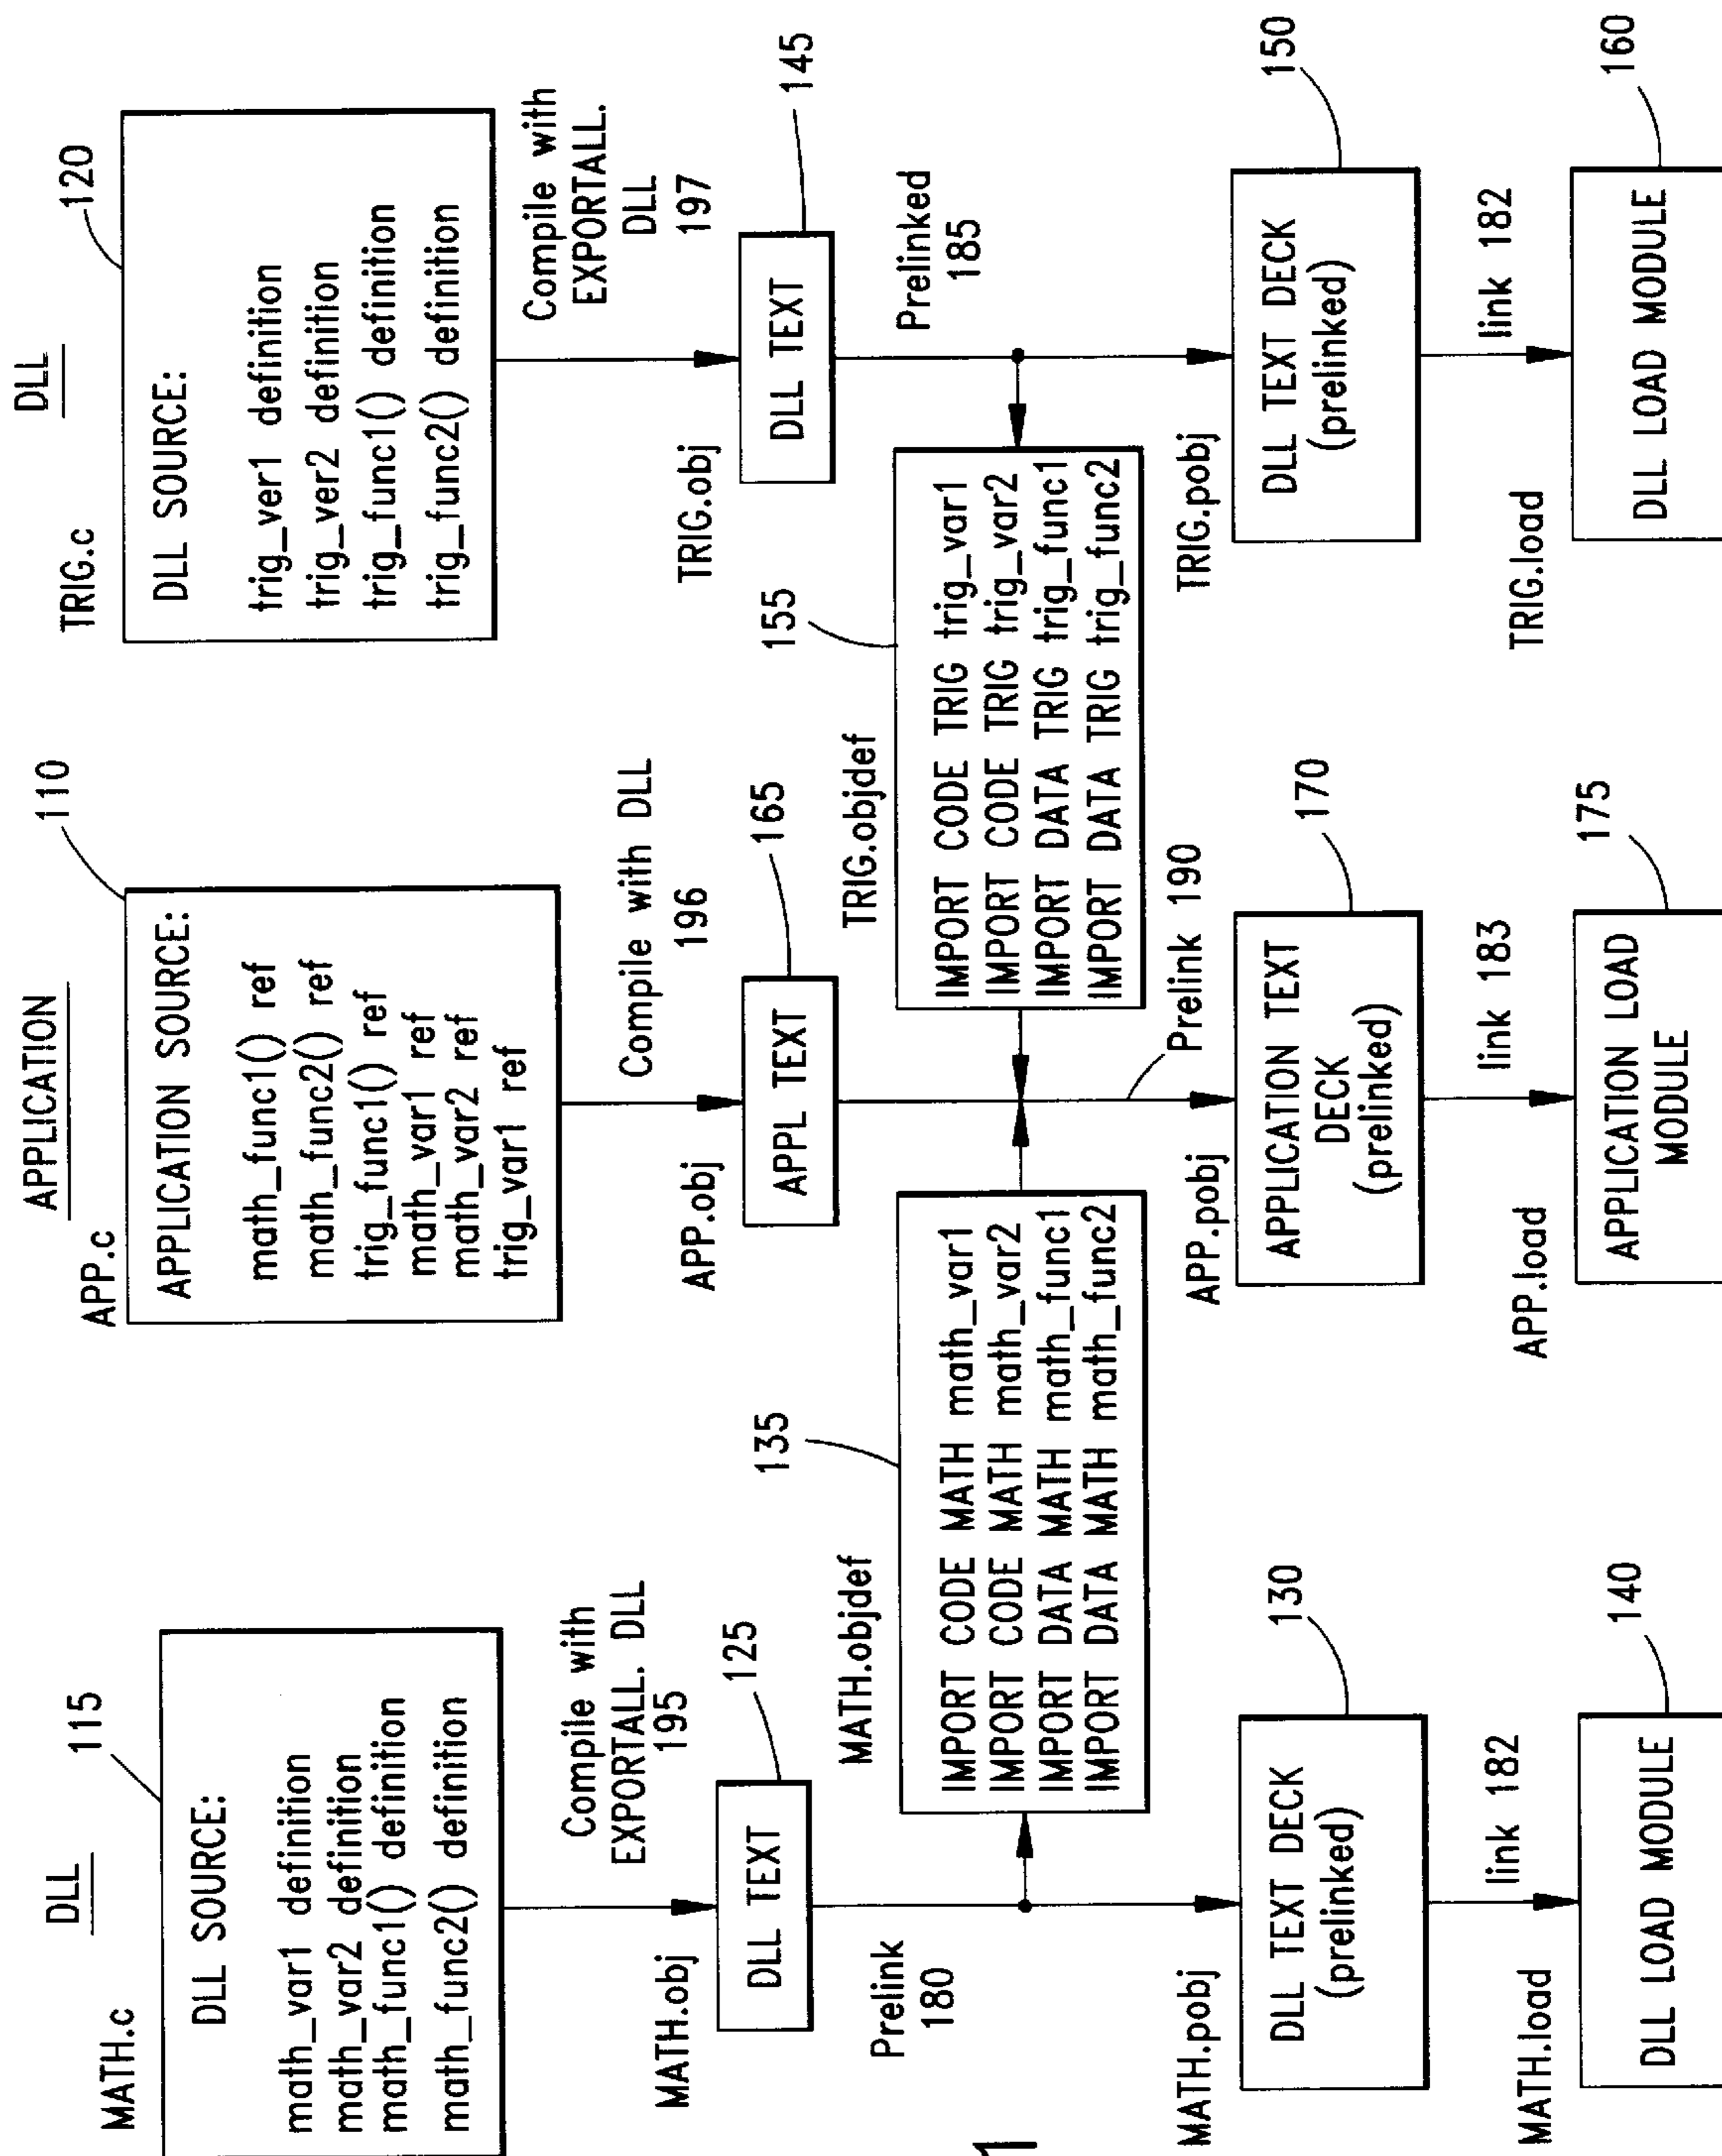 DLL
MATH.c
115
DLL SOURCE:
math_var1 definition
math_var2 definition
math_func1() definition
math_func2() definition
Compile with
EXPORTALL. DLL
195
MATH.obj
125
DLL TEXT
Prelink
180
MATH.objdef
135
IMPORT CODE MATH math_var1
IMPORT CODE MATH math_var2
IMPORT DATA MATH math_func1
IMPORT DATA MATH math_func2
MATH.pobj
130
DLL TEXT DECK
(prelinked)
link 182
MATH.load
140
DLL LOAD MODULE
APPLICATION
APP.c
110
APPLICATION SOURCE:
math_func1() ref
math_func2() ref
trig_func1() ref
math_var1 ref
math_var2 ref
trig_var1 ref
Compile with DLL
196
APP.obj
165
APPL TEXT
Prelink 190
APP.pobj
170
APPLICATION TEXT
DECK
(prelinked)
link 183
APP.load
175
APPLICATION LOAD
MODULE
DLL
TRIG.c
120
DLL SOURCE:
trig_ver1 definition
trig_ver2 definition
trig_func1() definition
trig_func2() definition
Compile with
EXPORTALL.
DLL
197
TRIG.obj
145
DLL TEXT
Prelinked
185
TRIG.objdef
155
IMPORT CODE TRIG trig_var1
IMPORT CODE TRIG trig_var2
IMPORT DATA TRIG trig_func1
IMPORT DATA TRIG trig_func2
TRIG.pobj
150
DLL TEXT DECK
(prelinked)
link 182
TRIG.load
160
DLL LOAD MODULE
1